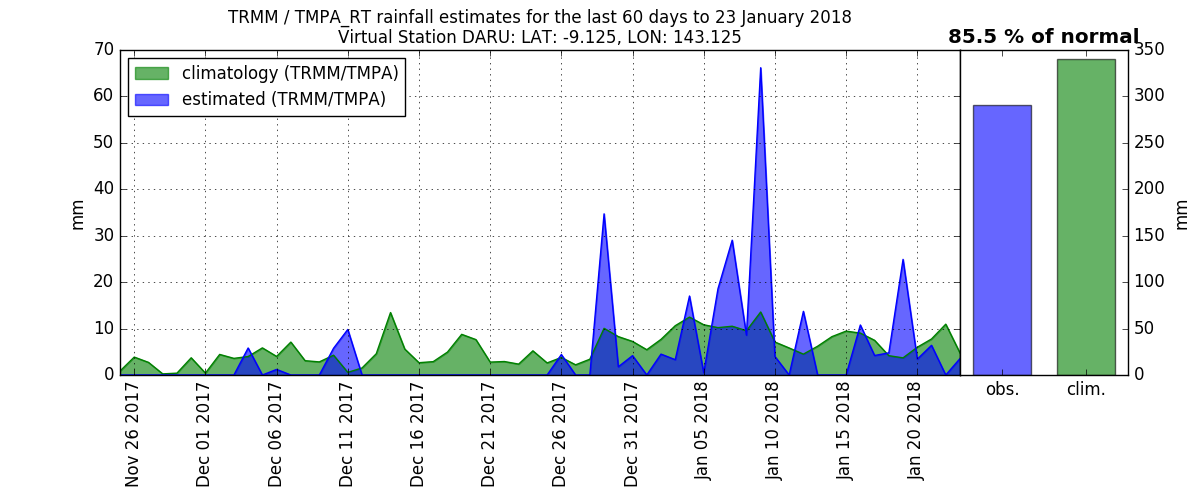 TRMM / TMPA_RT rainfall estimates for the last 60 days to 23 January 2018
Virtual Station DARU: LAT: -9.125, LON: 143.125
85.5 % of normal
climatology (TRMM/TMPA)
estimated (TRMM/TMPA)
70
60
50
40
30
20
10
0
mm
Nov 26 2017
Dec 01 2017
Dec 06 2017
Dec 11 2017
Dec 16 2017
Dec 21 2017
Dec 26 2017
Dec 31 2017
Jan 05 2018
Jan 10 2018
Jan 15 2018
Jan 20 2018
350
300
250
200
150
100
50
0
mm
obs.
clim.